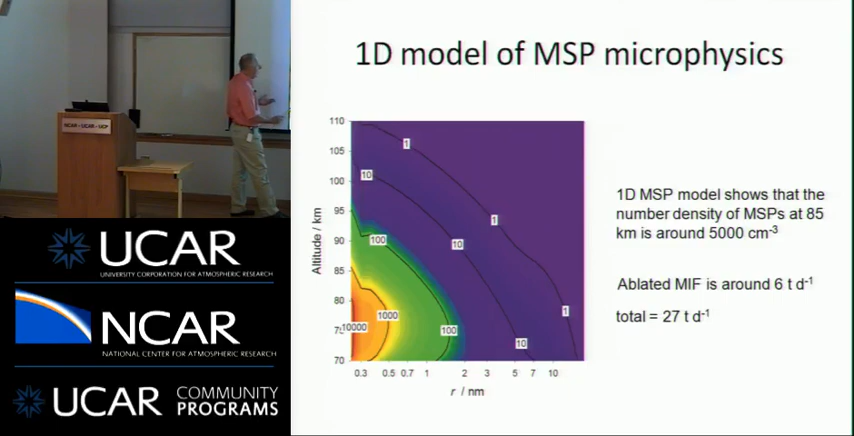 1D model of MSP microphysics
NCAR • UCAR • UCP
110
105
100
95
90
85
80
70
Altitude / km
1
10
100
1000
10000
1
10
100
1
10
0.3 0.5 0.7 1 2 3 5 7 10
r / nm
1D MSP model shows that the
number density of MSPs at 85
km is around 5000 cm⁻³
Ablated MIF is around 6 t d⁻¹
total = 27 t d⁻¹
UCAR
UNIVERSITY CORPORATION FOR ATMOSPHERIC RESEARCH
NCAR
NATIONAL CENTER FOR ATMOSPHERIC RESEARCH
UCAR COMMUNITY
PROGRAMS